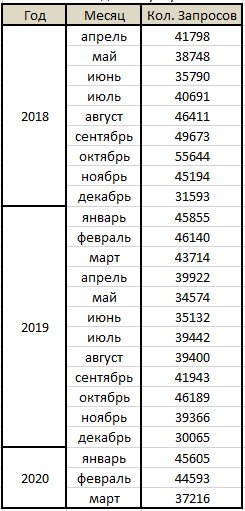 Год Месяц Кол. Запросов
апрель 41798
май 38748
июнь 35790
июль 40691
2018 август 46411
сентябрь 49673
октябрь 55644
ноябрь 45194
декабрь 31593
январь 45855
февраль 46140
март 43714
апрель 39922
май 34574
2019 июнь 35132
июль 39442
август 39400
сентябрь 41943
октябрь 46189
ноябрь 39366
декабрь 30065
январь 45605
2020 февраль 44593
март 37216